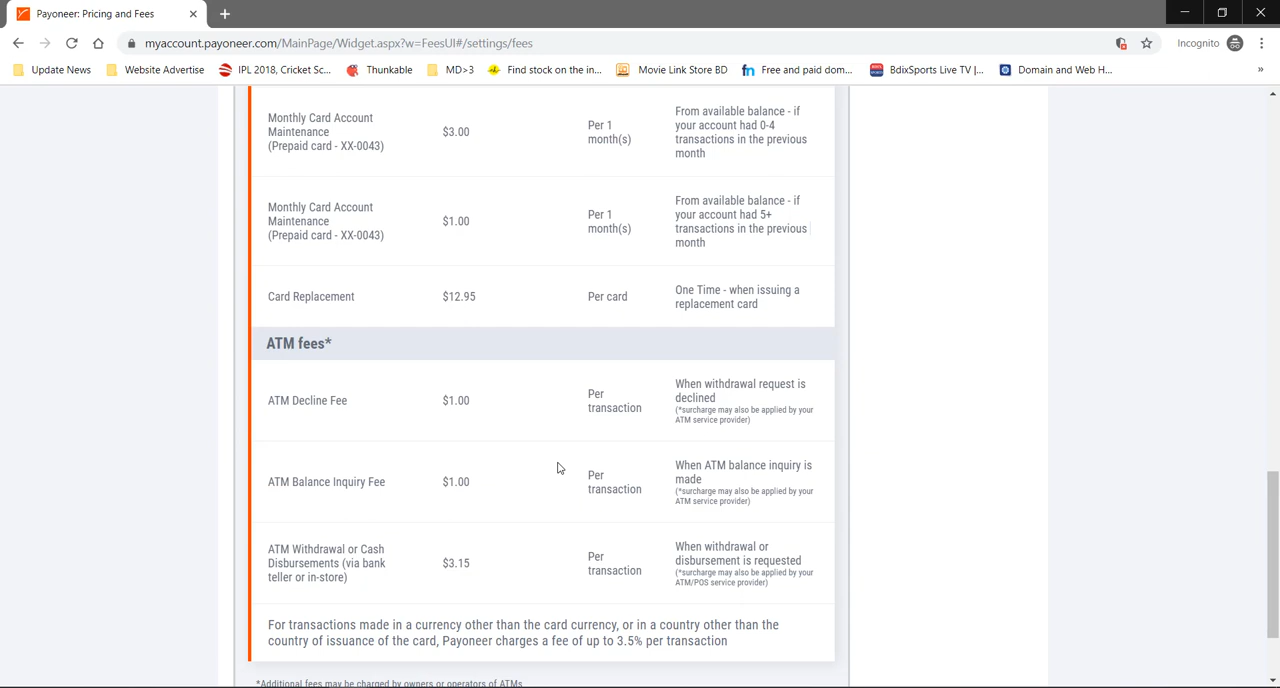 Payoneer: Pricing and Fees
myaccount.payoneer.com/MainPage/Widget.aspx?w=FeesUI#/settings/fees
Incognito
Update News
Website Advertise
IPL 2018, Cricket Sc...
Thunkable
MD>3
Find stock on the in...
Movie Link Store BD
Free and paid dom...
BdixSports Live TV |...
Domain and Web H...
»
Monthly Card Account
Maintenance
(Prepaid card - XX-0043)
$3.00
Per 1
month(s)
From available balance - if
your account had 0-4
transactions in the previous
month
Monthly Card Account
Maintenance
(Prepaid card - XX-0043)
$1.00
Per 1
month(s)
From available balance - if
your account had 5+
transactions in the previous
month
Card Replacement
$12.95
Per card
One Time - when issuing a
replacement card
ATM fees*
ATM Decline Fee
$1.00
Per
transaction
When withdrawal request is
declined
(*surcharge may also be applied by your
ATM service provider)
ATM Balance Inquiry Fee
$1.00
Per
transaction
When ATM balance inquiry is
made
(*surcharge may also be applied by your
ATM service provider)
ATM Withdrawal or Cash
Disbursements (via bank
teller or in-store)
$3.15
Per
transaction
When withdrawal or
disbursement is requested
(*surcharge may also be applied by your
ATM/POS service provider)
For transactions made in a currency other than the card currency, or in a country other than the
country of issuance of the card, Payoneer charges a fee of up to 3.5% per transaction
*Additional fees may be charged by owners or operators of ATMs